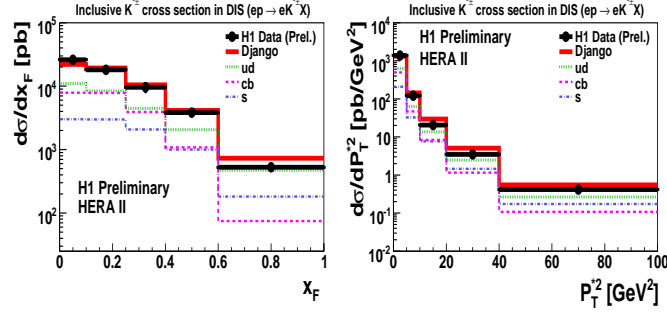 Inclusive K^{±} cross section in DIS (ep → eK^{±}X)
dσ/dx_F [pb]
10^5
10^4
10^3
10^2
H1 Data (Prel.)
Django
ud
cb
s
H1 Preliminary
HERA II
0 0.2 0.4 0.6 0.8 1
x_F
Inclusive K^{±} cross section in DIS (ep → eK^{±}X)
dσ/dP_T^{*2} [pb/GeV^2]
10^4
10^3
10^2
10
1
10^{-1}
10^{-2}
H1 Preliminary
HERA II
H1 Data (Prel.)
Django
ud
cb
s
0 20 40 60 80 100
P_T^{*2} [GeV^2]